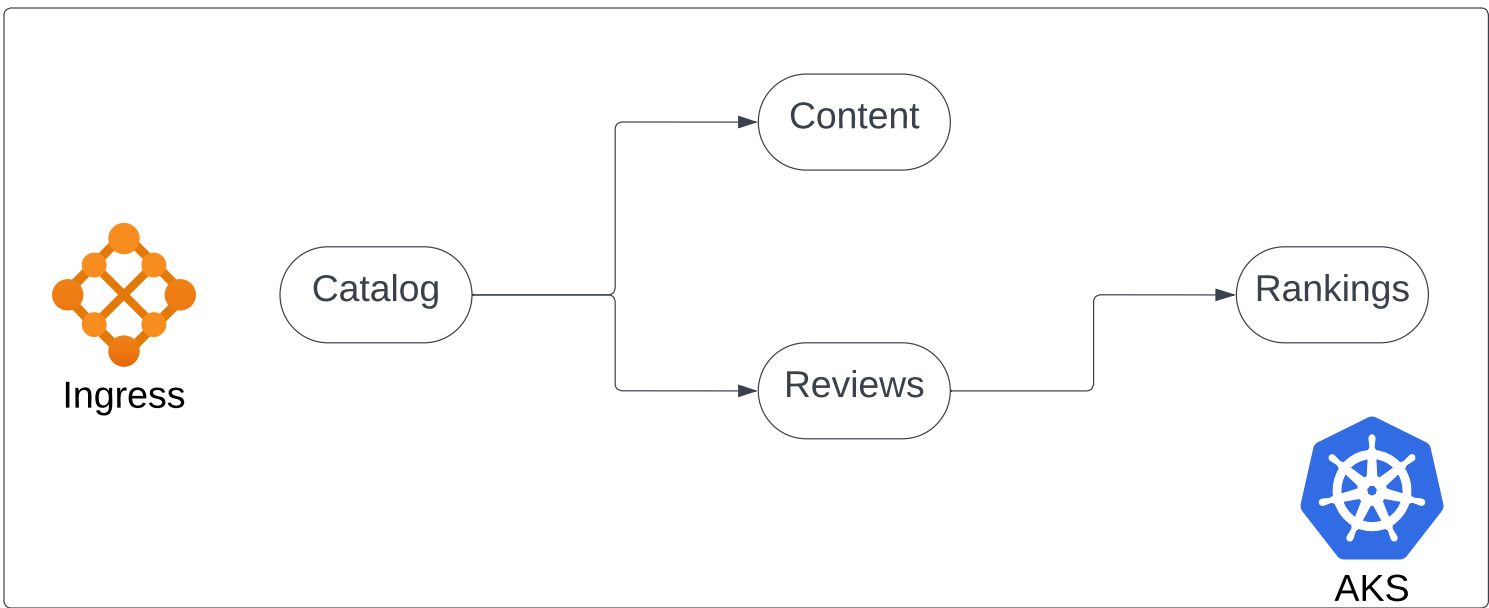 Content
Catalog
Rankings
Ingress
Reviews
AKS